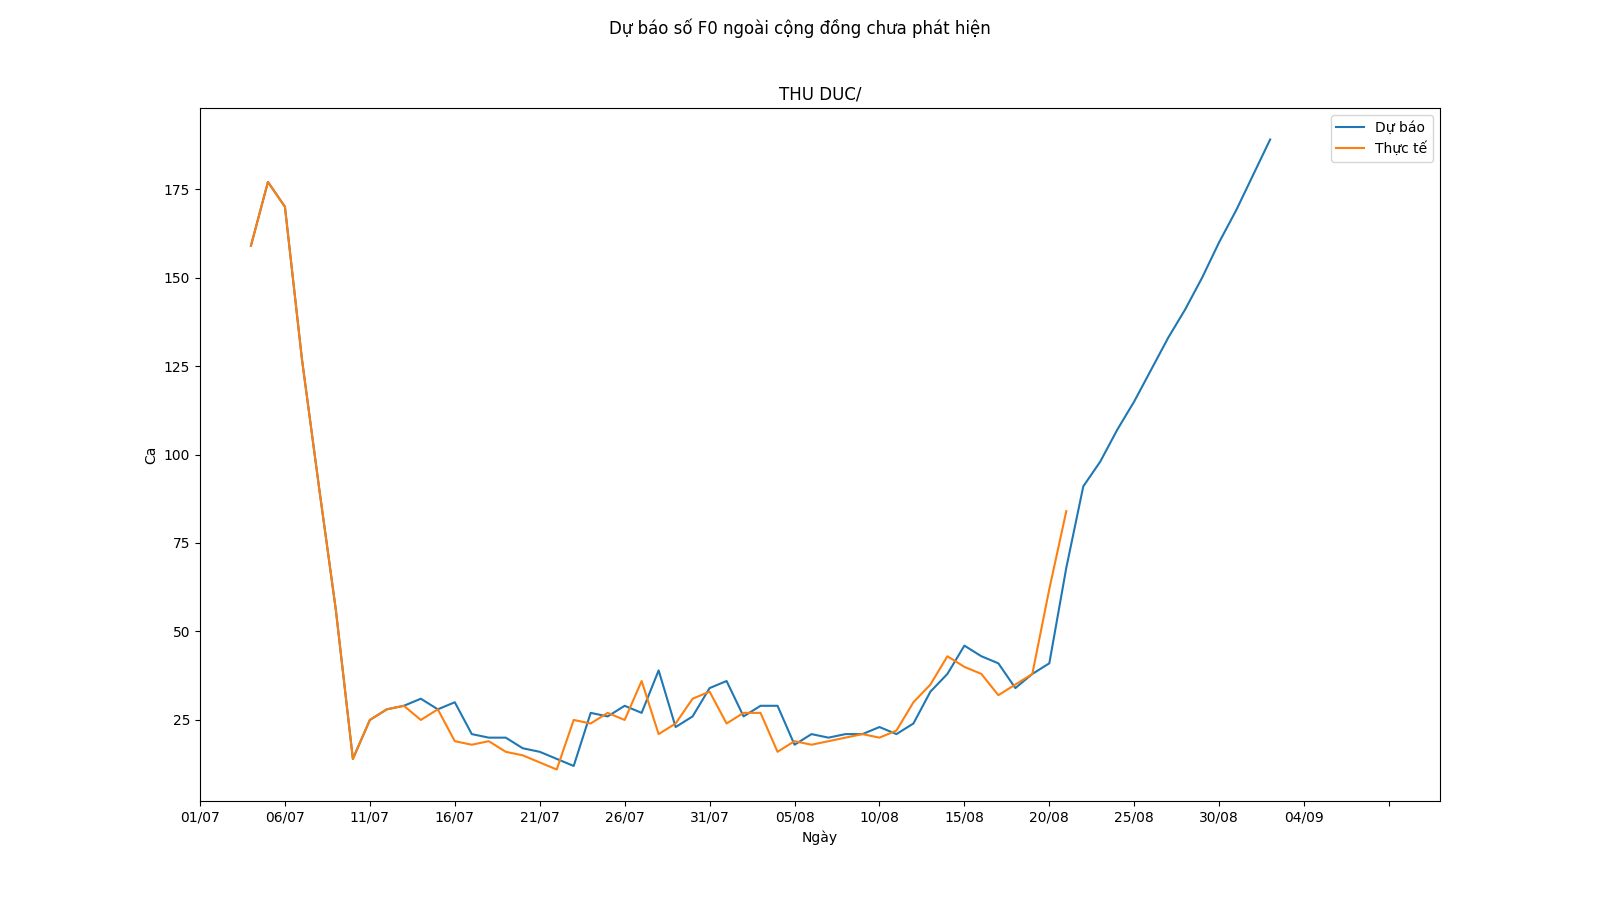 Dự báo số F0 ngoài cộng đồng chưa phát hiện
THU DUC/
Dự báo
Thực tế
175
150
125
100
75
50
25
Ca
01/07 06/07 11/07 16/07 21/07 26/07 31/07 05/08 10/08 15/08 20/08 25/08 30/08 04/09
Ngày